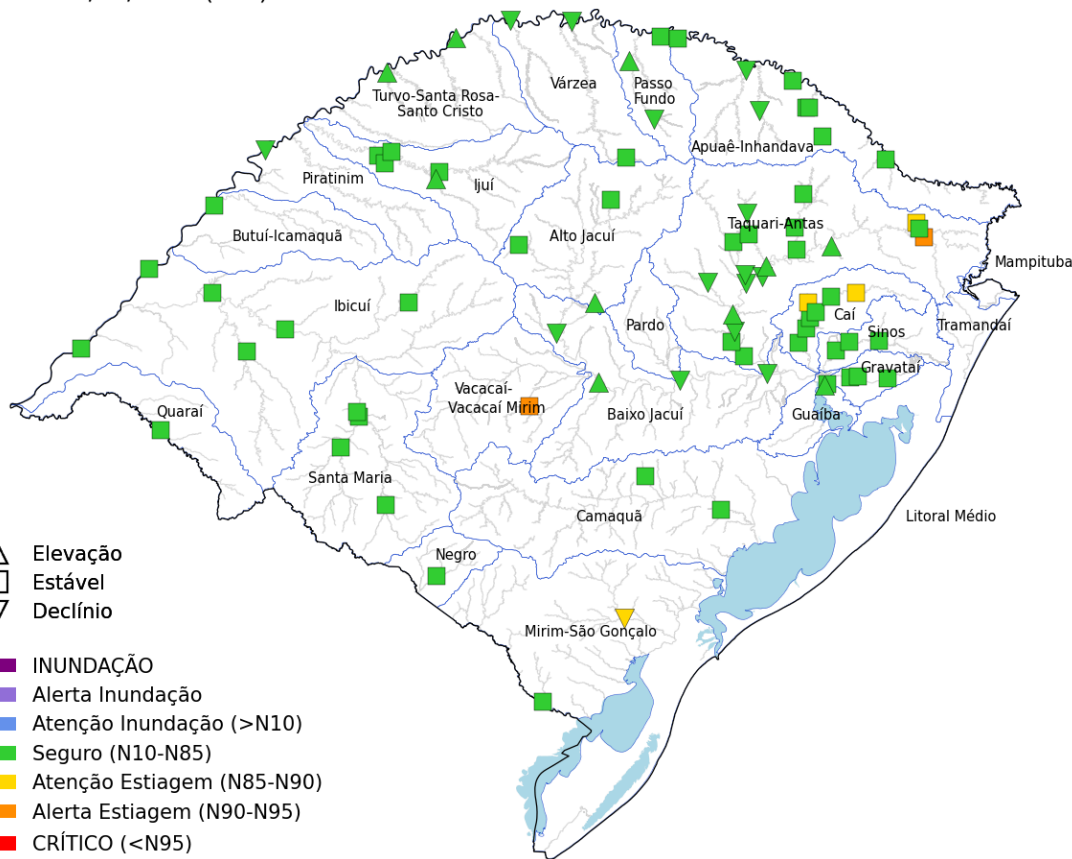 Várzea
Passo
Fundo
Turvo-Santa Rosa-
Santo Cristo
Apuaê-Inhandava
Piratinim
Ijuí
Taquari-Antas
Butuí-Icamaquã
Alto Jacuí
Mampituba
Ibicuí
Pardo
Caí
Sinos
Tramandaí
Gravataí
Quaraí
Vacacaí-
Vacacaí Mirim
Baixo Jacuí
Guaíba
Santa Maria
Camaquã
Litoral Médio
Negro
Mirim-São Gonçalo
Elevação
Estável
Declínio
INUNDAÇÃO
Alerta Inundação
Atenção Inundação (>N10)
Seguro (N10-N85)
Atenção Estiagem (N85-N90)
Alerta Estiagem (N90-N95)
CRÍTICO (<N95)